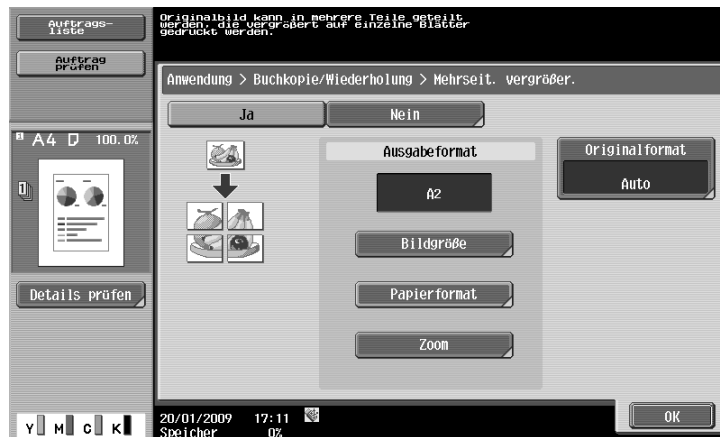 Auftrags-
liste
Auftrag
prüfen
Originalbild kann in mehrere Teile geteilt
werden, die vergrößert auf einzelne Blätter
gedruckt werden.
Anwendung > Buchkopie/Wiederholung > Mehrseit. vergrößer.
Ja
Nein
A4 100.0%
1
Ausgabeformat
A2
Bildgröße
Papierformat
Zoom
Originalformat
Auto
Details prüfen
Y M C K
20/01/2009 17:11
Speicher 0%
OK